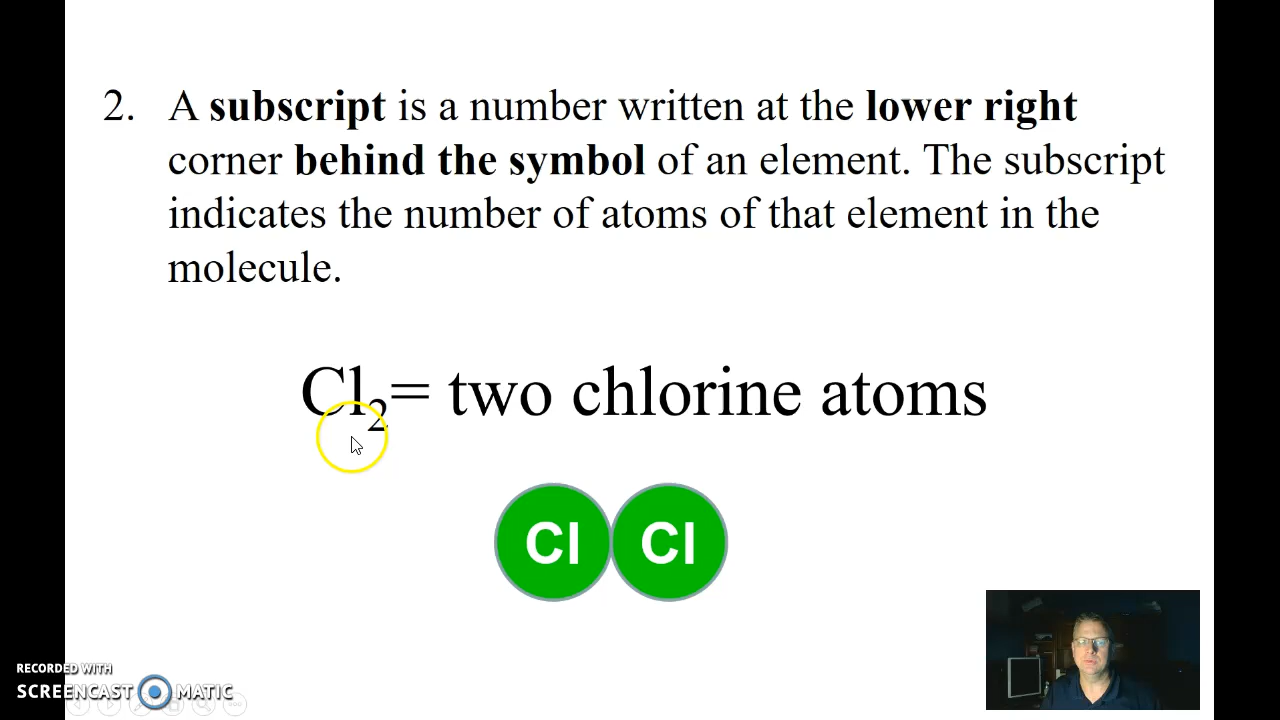 2. A subscript is a number written at the lower right
corner behind the symbol of an element. The subscript
indicates the number of atoms of that element in the
molecule.
Cl₂= two chlorine atoms
Cl Cl
RECORDED WITH
SCREENCAST MATIC